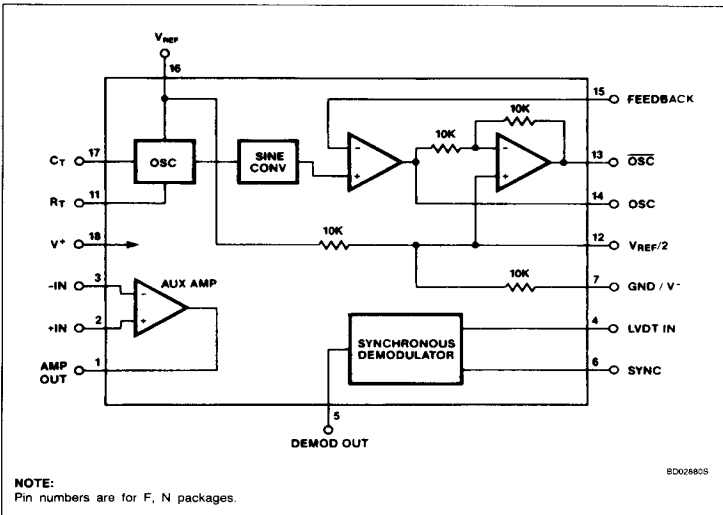 VREF
16
15
FEEDBACK
10K
10K
CT
17
OSC
SINE
CONV
-
+
-
+
13
OSC
14
OSC
RT
11
V+
18
10K
12
VREF/2
10K
7
GND / V-
-IN
3
AUX AMP
-
+IN
2
+
AMP
OUT
1
SYNCHRONOUS
DEMODULATOR
4
LVDT IN
6
SYNC
5
DEMOD OUT
BD02880S
NOTE:
Pin numbers are for F, N packages.